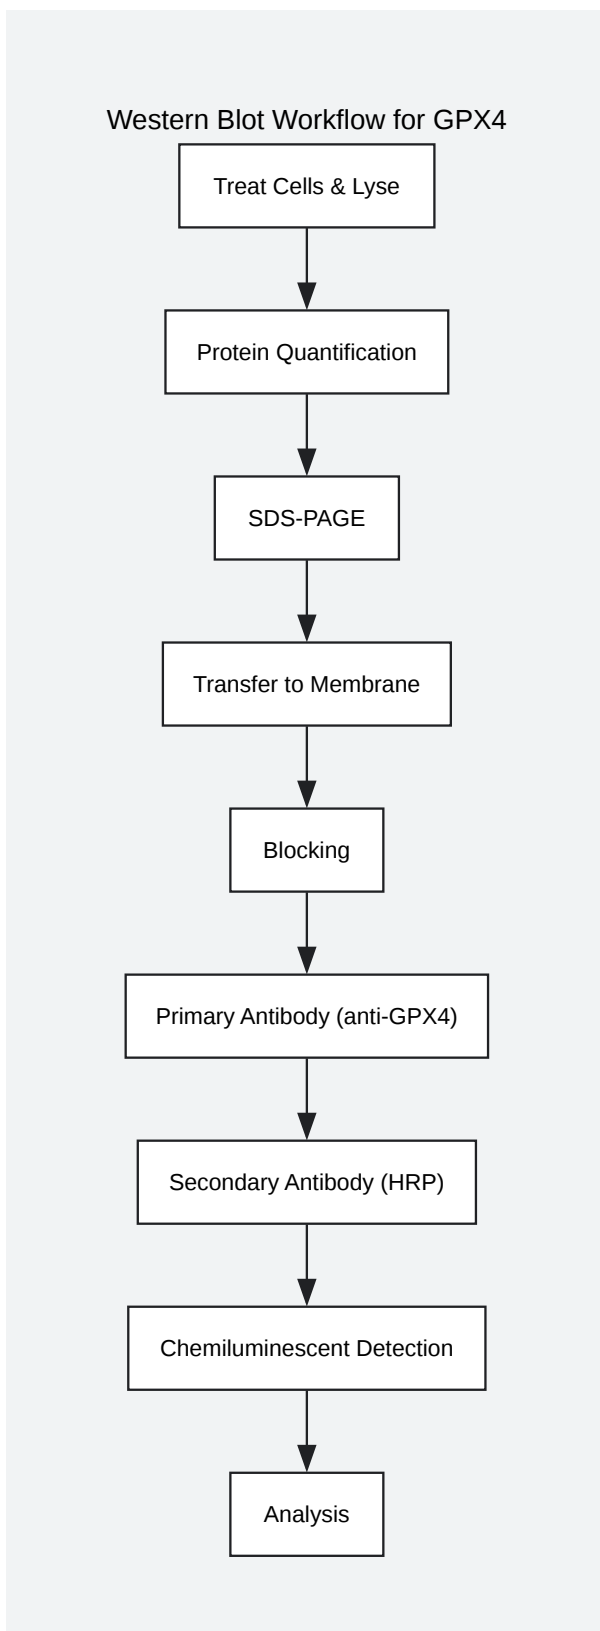 Western Blot Workflow for GPX4
Treat Cells & Lyse
Protein Quantification
SDS-PAGE
Transfer to Membrane
Blocking
Primary Antibody (anti-GPX4)
Secondary Antibody (HRP)
Chemiluminescent Detection
Analysis